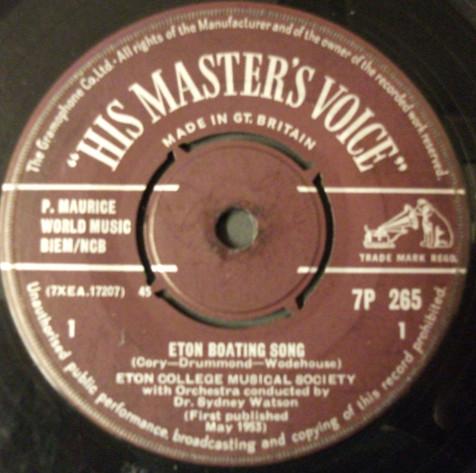 The Gramophone Co. Ltd. - All rights of the Manufacturer and of the owner of the recorded work reserved.
"HIS MASTER'S VOICE"
MADE IN GT. BRITAIN
P. MAURICE
WORLD MUSIC
BIEM/NCB
TRADE MARK REGD.
(7XEA.17207) 45
7P 265
1
1
ETON BOATING SONG
(Cory—Drummond—Wodehouse)
ETON COLLEGE MUSICAL SOCIETY
with Orchestra conducted by
Dr. Sydney Watson
(First published
May 1953)
Unauthorised public performance, broadcasting and copying of this record prohibited.